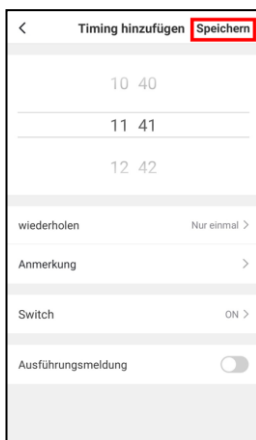 Timing hinzufügen Speichern
10 40
11 41
12 42
wiederholen Nur einmal
Anmerkung
Switch ON
Ausführungsmeldung